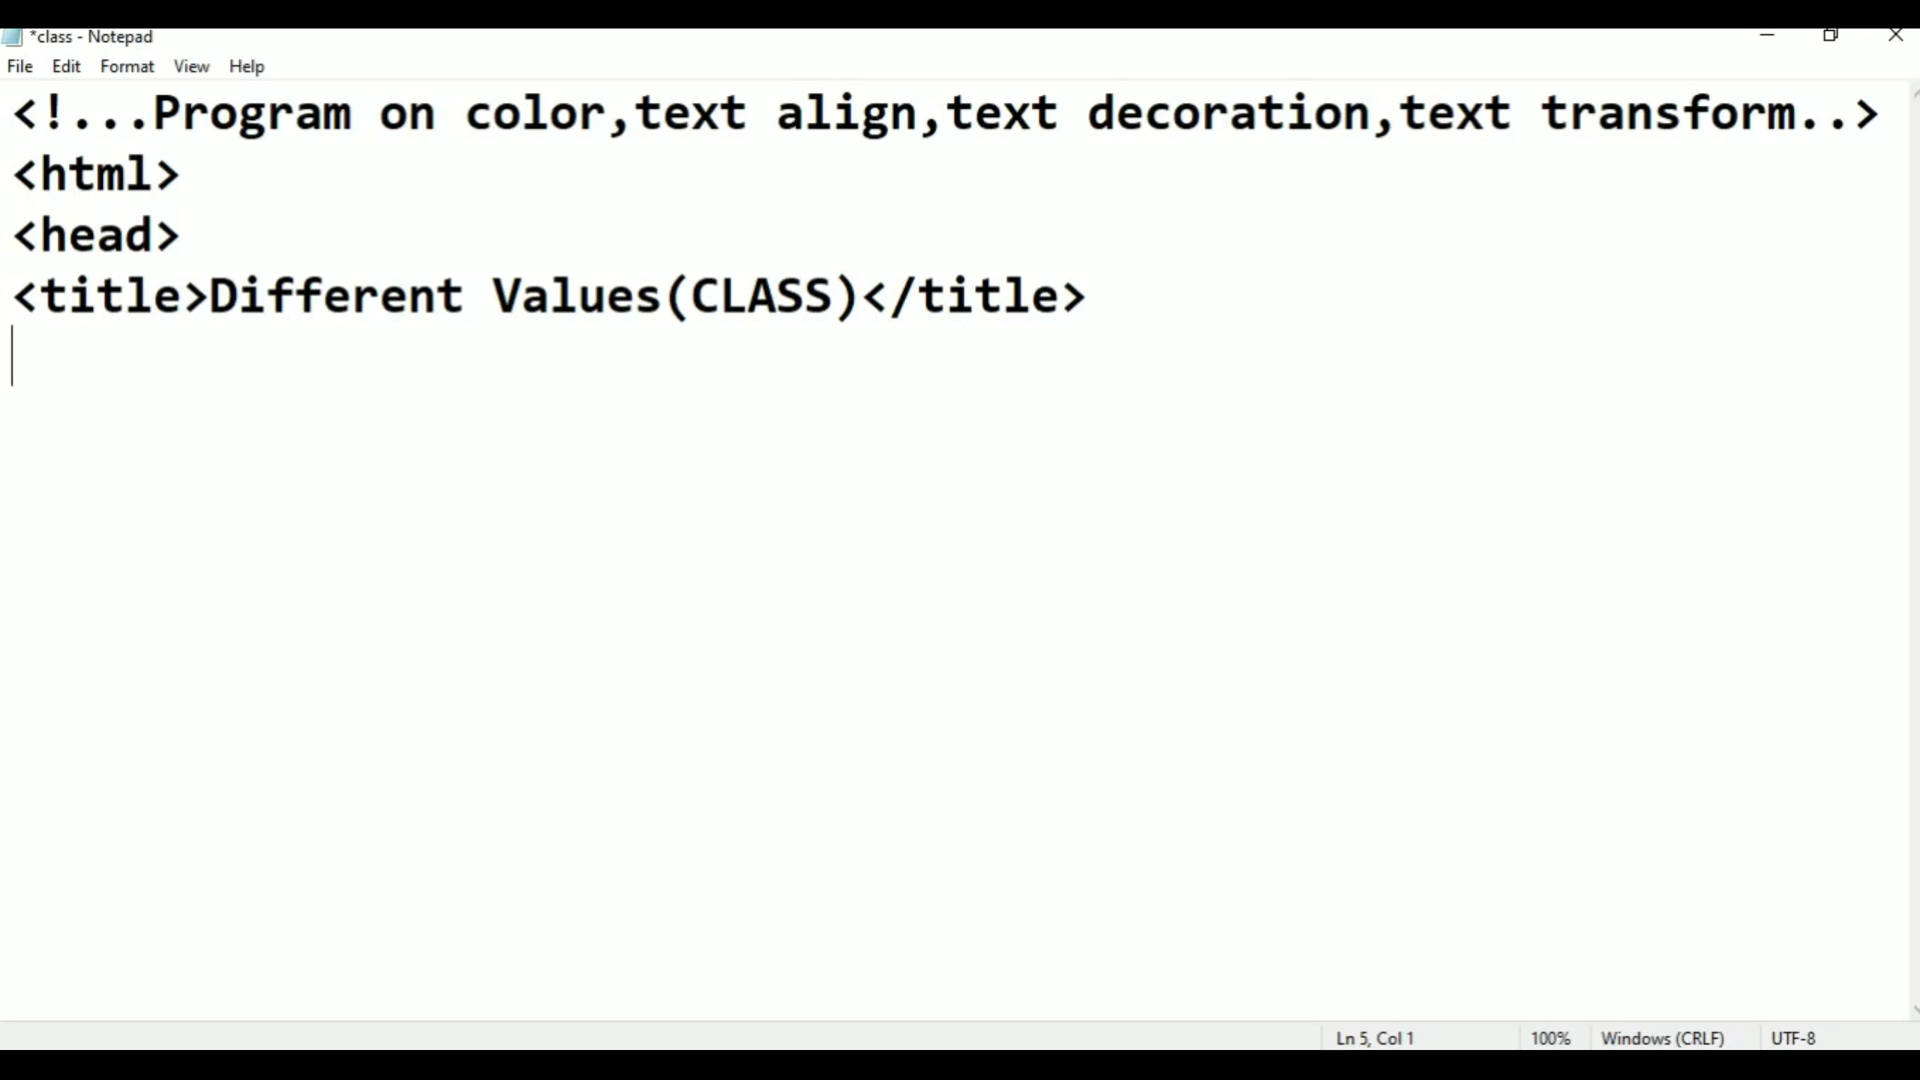 *class - Notepad
File Edit Format View Help
<!...Program on color,text align,text decoration,text transform..>
<html>
<head>
<title>Different Values(CLASS)</title>
Ln 5, Col 1 100% Windows (CRLF) UTF-8